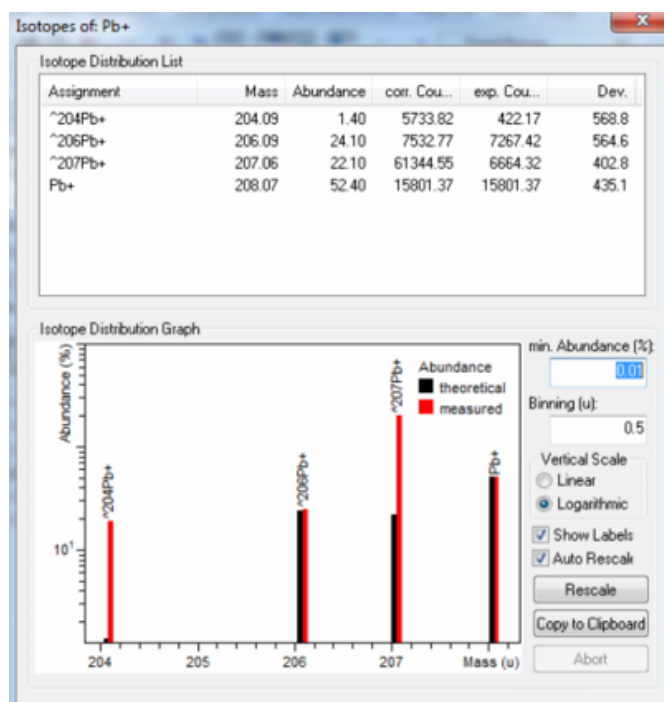 Isotopes of: Pb+
Isotope Distribution List
Assignment Mass Abundance corr. Cou... exp. Cou... Dev.
^204Pb+ 204.09 1.40 5733.82 422.17 568.8
^206Pb+ 206.09 24.10 7532.77 7267.42 564.6
^207Pb+ 207.06 22.10 61344.55 6664.32 402.8
Pb+ 208.07 52.40 15801.37 15801.37 435.1
Isotope Distribution Graph
Abundance (%)
10¹
^204Pb+
^206Pb+
^207Pb+
Pb+
Abundance
theoretical
measured
204 205 206 207 Mass (u)
min. Abundance (%):
0.01
Binning (u):
0.5
Vertical Scale
Linear
Logarithmic
Show Labels
Auto Rescale
Rescale
Copy to Clipboard
Abort